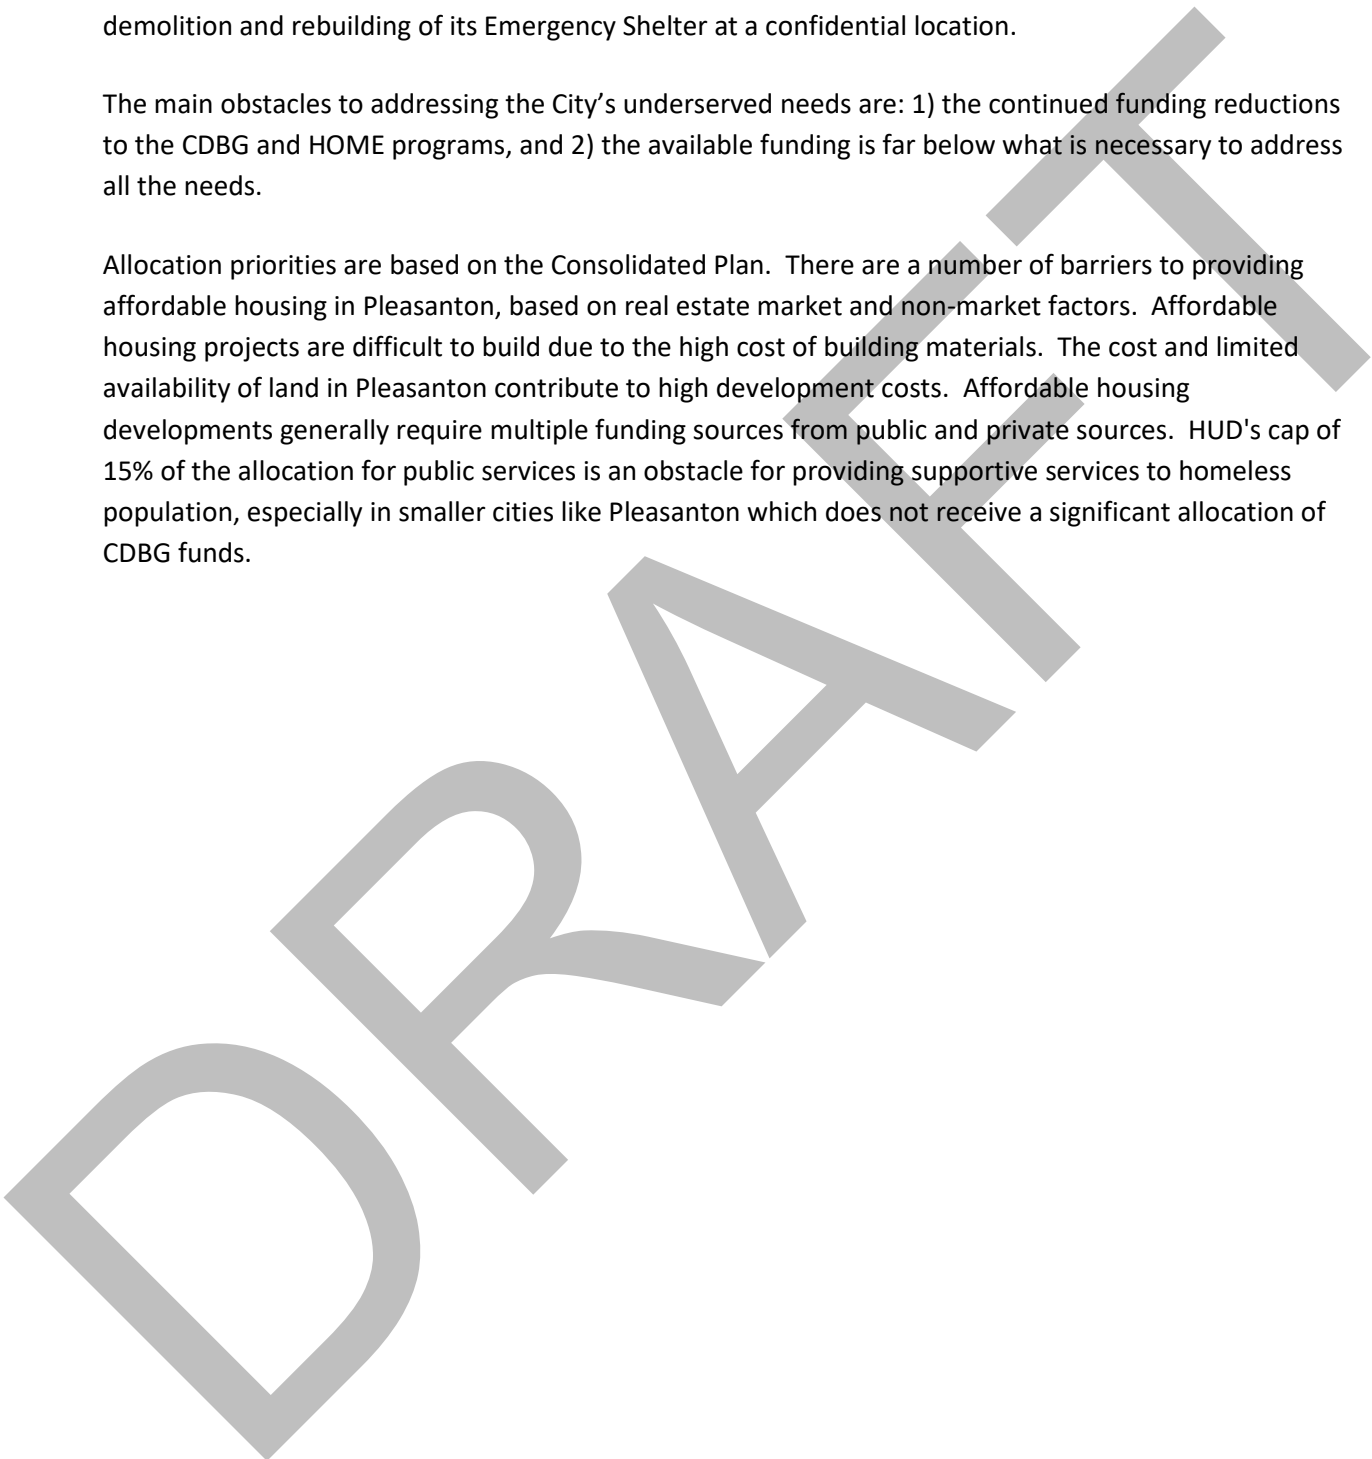 demolition and rebuilding of its Emergency Shelter at a confidential location.
The main obstacles to addressing the City’s underserved needs are: 1) the continued funding reductions
to the CDBG and HOME programs, and 2) the available funding is far below what is necessary to address
all the needs.
Allocation priorities are based on the Consolidated Plan.  There are a number of barriers to providing
affordable housing in Pleasanton, based on real estate market and non-market factors.  Affordable
housing projects are difficult to build due to the high cost of building materials.  The cost and limited
availability of land in Pleasanton contribute to high development costs.  Affordable housing
developments generally require multiple funding sources from public and private sources.  HUD's cap of
15% of the allocation for public services is an obstacle for providing supportive services to homeless
population, especially in smaller cities like Pleasanton which does not receive a significant allocation of
CDBG funds.
DRAFT